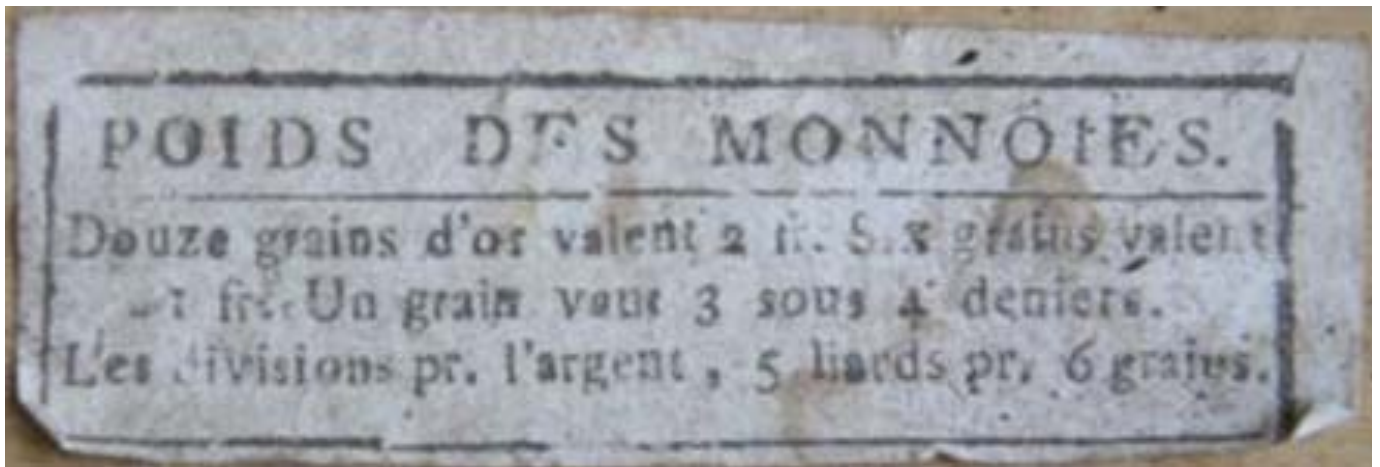 POIDS DES MONNOIES.
Douze grains d'or valent 2 fr. Six grains valent
1 fr. Un grain vaut 3 sous 4 deniers.
Les divisions pr. l'argent, 5 liards pr. 6 grains.